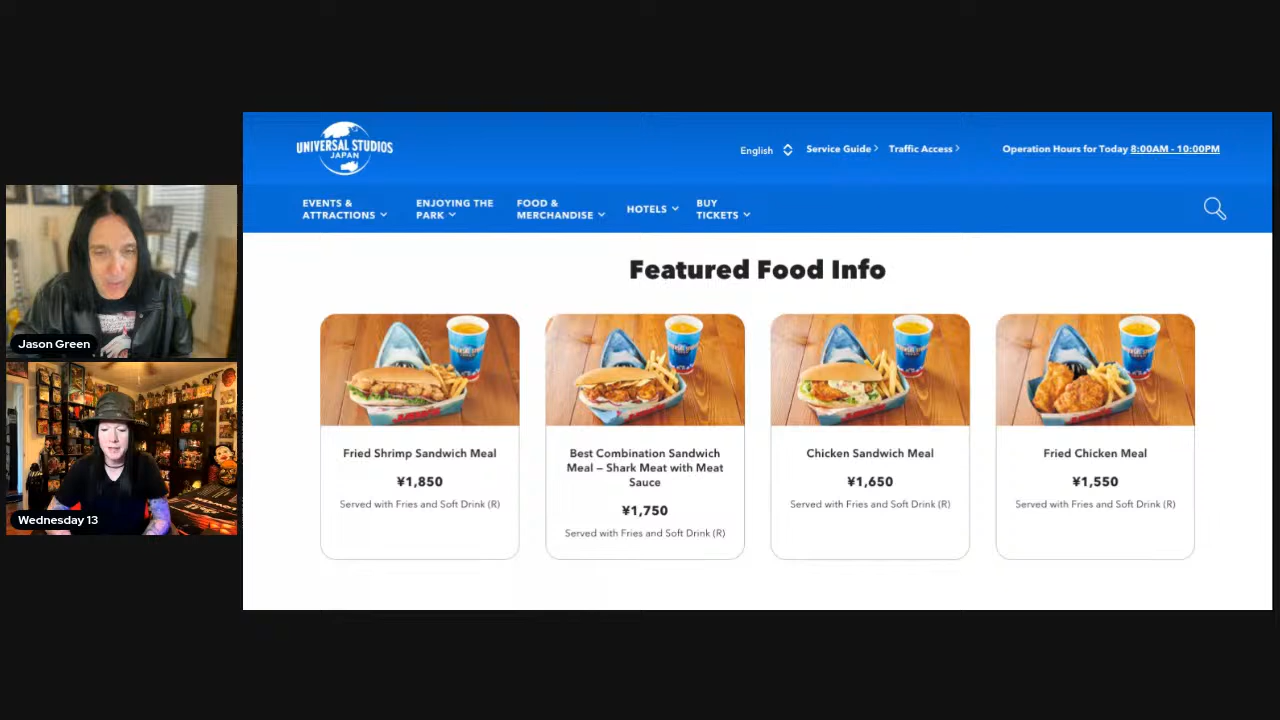 UNIVERSAL STUDIOS
JAPAN
English
Service Guide
Traffic Access
Operation Hours for Today 8:00AM - 10:00PM
EVENTS &
ATTRACTIONS
ENJOYING THE
PARK
FOOD &
MERCHANDISE
HOTELS
BUY
TICKETS
Featured Food Info
Fried Shrimp Sandwich Meal
¥1,850
Served with Fries and Soft Drink (R)
Best Combination Sandwich
Meal – Shark Meat with Meat
Sauce
¥1,750
Served with Fries and Soft Drink (R)
Chicken Sandwich Meal
¥1,650
Served with Fries and Soft Drink (R)
Fried Chicken Meal
¥1,550
Served with Fries and Soft Drink (R)
Jason Green
Wednesday 13